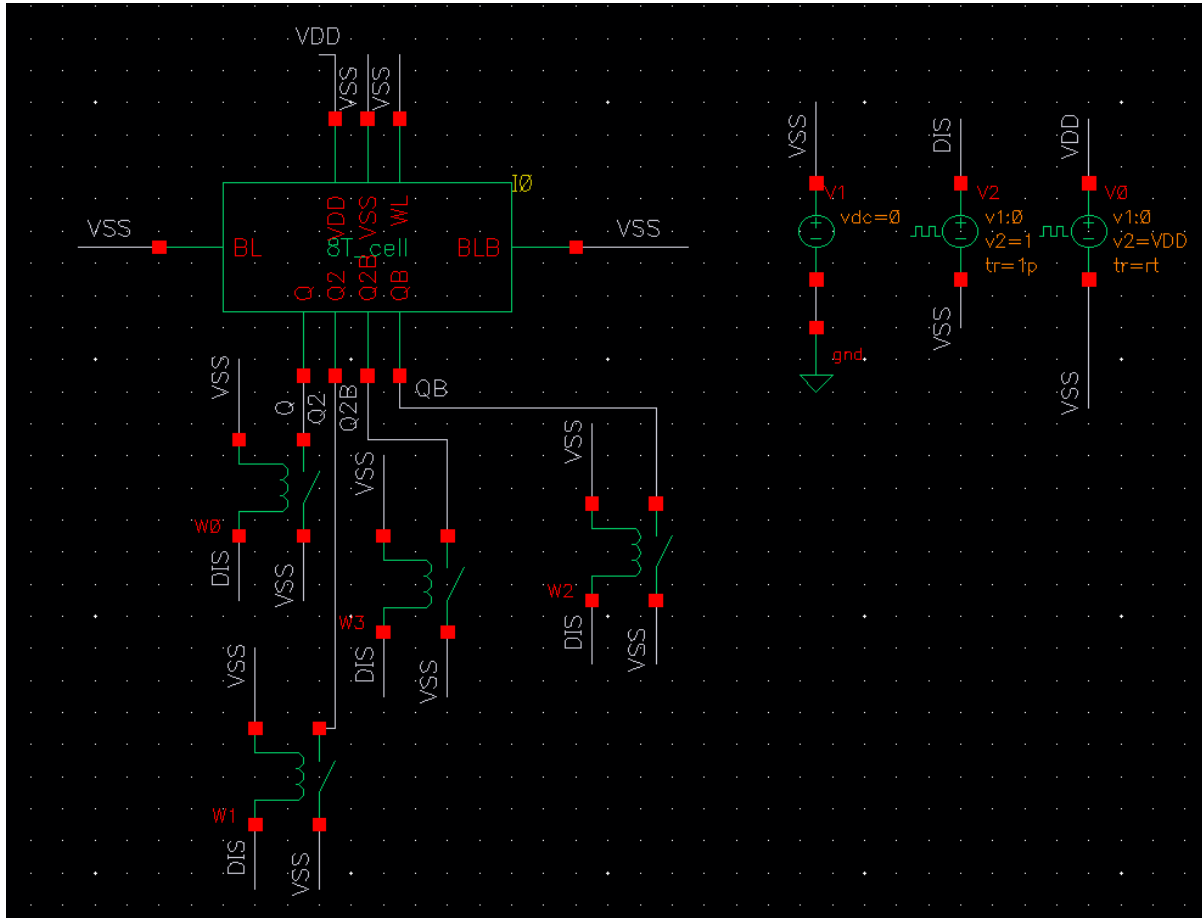 VDD
VSS
VSS
VSS
BL
VDD
VSS
WL
8T_cell
I0
BLB
VSS
Q
Q2
Q2B
QB
Q
Q2
Q2B
QB
VSS
W0
DIS
VSS
VSS
W3
DIS
VSS
VSS
W2
DIS
VSS
VSS
W1
DIS
VSS
VSS
V1
vdc=0
gnd
DIS
V2
v1:0
v2=1
tr=1p
VSS
VDD
V0
v1:0
v2=VDD
tr=rt
VSS